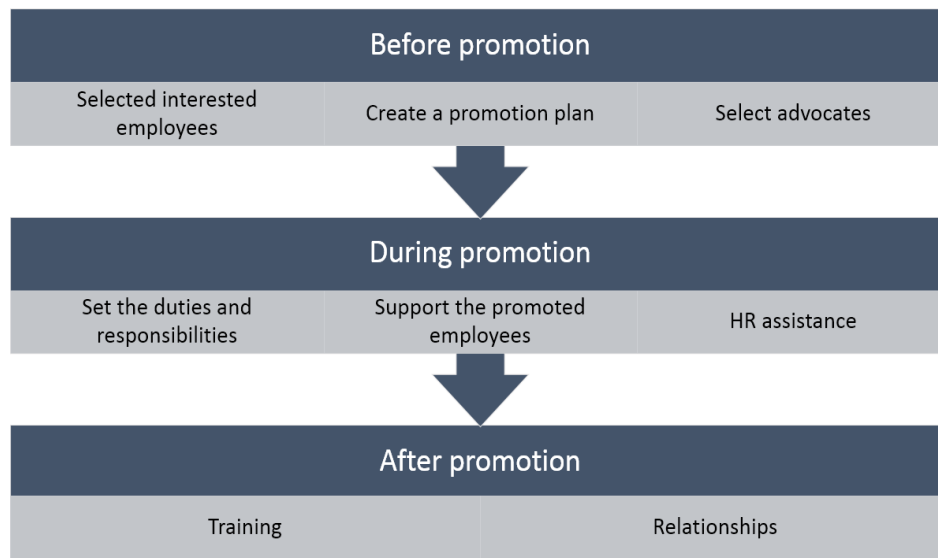 Before promotion
Selected interested
employees
Create a promotion plan
Select advocates
During promotion
Set the duties and
responsibilities
Support the promoted
employees
HR assistance
After promotion
Training
Relationships